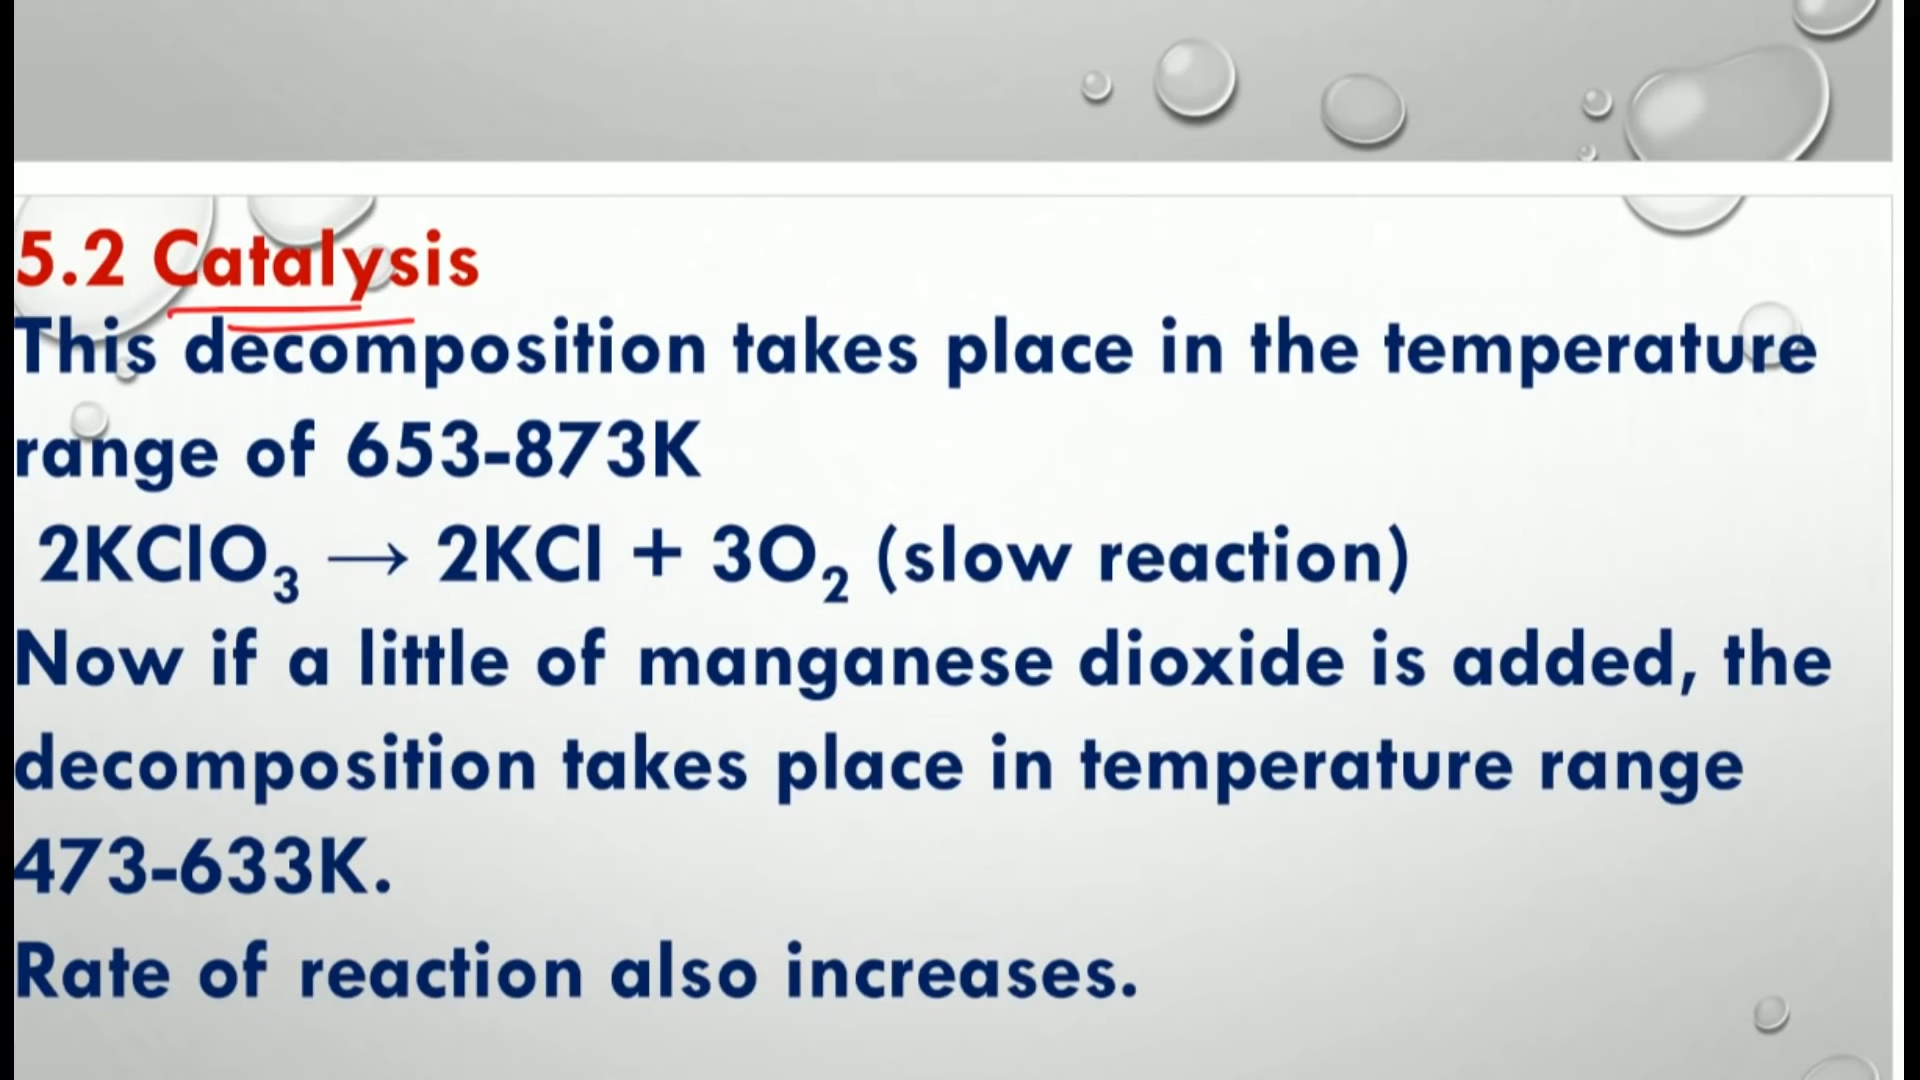 5.2 Catalysis
This decomposition takes place in the temperature
range of 653-873K
2KClO₃ → 2KCl + 3O₂ (slow reaction)
Now if a little of manganese dioxide is added, the
decomposition takes place in temperature range
473-633K.
Rate of reaction also increases.